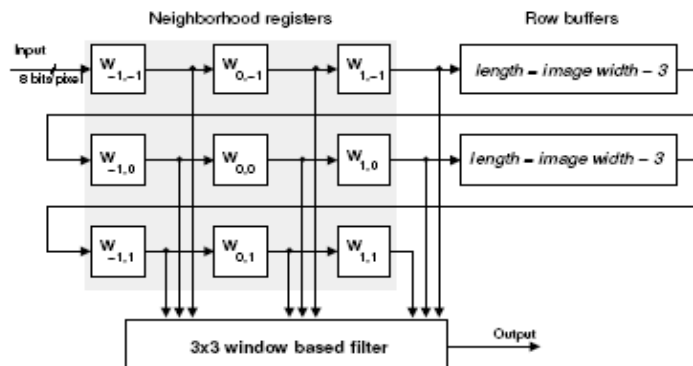 Neighborhood registers
Row buffers
Input
8 bits/pixel
W-1,-1
W0,-1
W1,-1
length = image width - 3
W-1,0
W0,0
W1,0
length = image width - 3
W-1,1
W0,1
W1,1
3x3 window based filter
Output